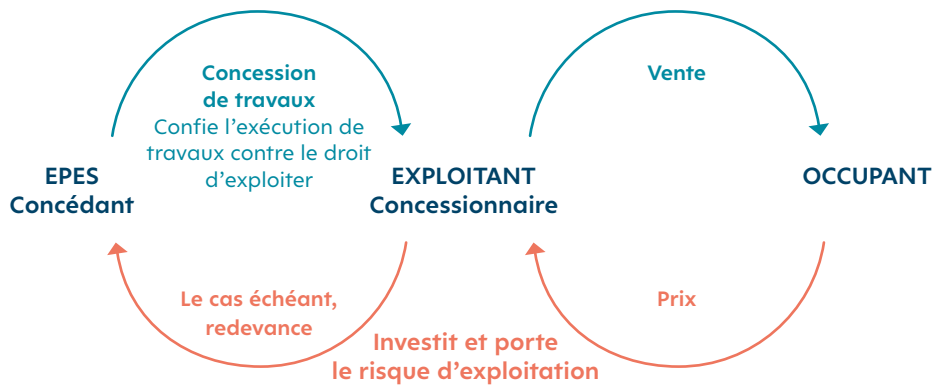 Concession
de travaux
Confie l’exécution de
travaux contre le droit
d’exploiter
Vente
EPES
Concédant
EXPLOITANT
Concessionnaire
OCCUPANT
Le cas échéant,
redevance
Prix
Investit et porte
le risque d’exploitation